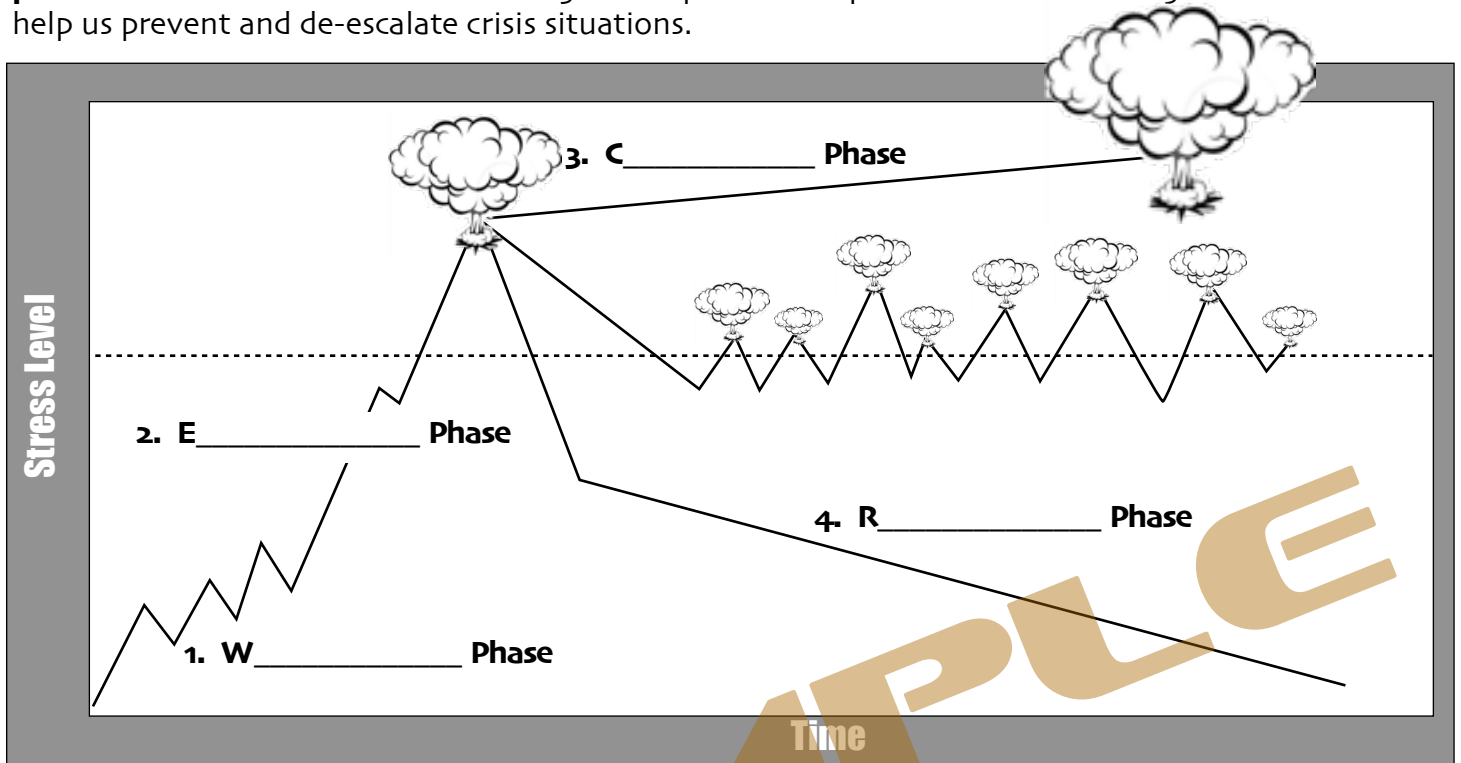 help us prevent and de-escalate crisis situations.
3. C____________ Phase
Stress Level
2. E______________ Phase
4. R______________ Phase
1. W_____________ Phase
Time